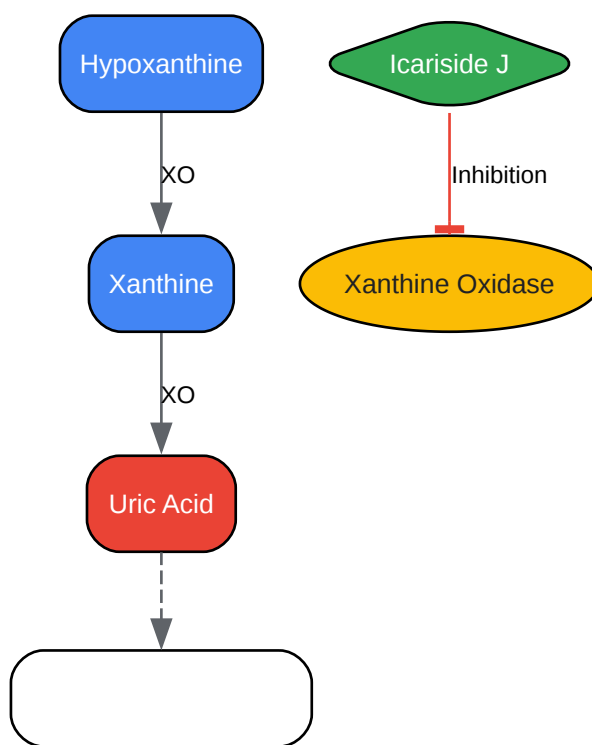 Hypoxanthine
Icariside J
XO
Inhibition
Xanthine
Xanthine Oxidase
XO
Uric Acid